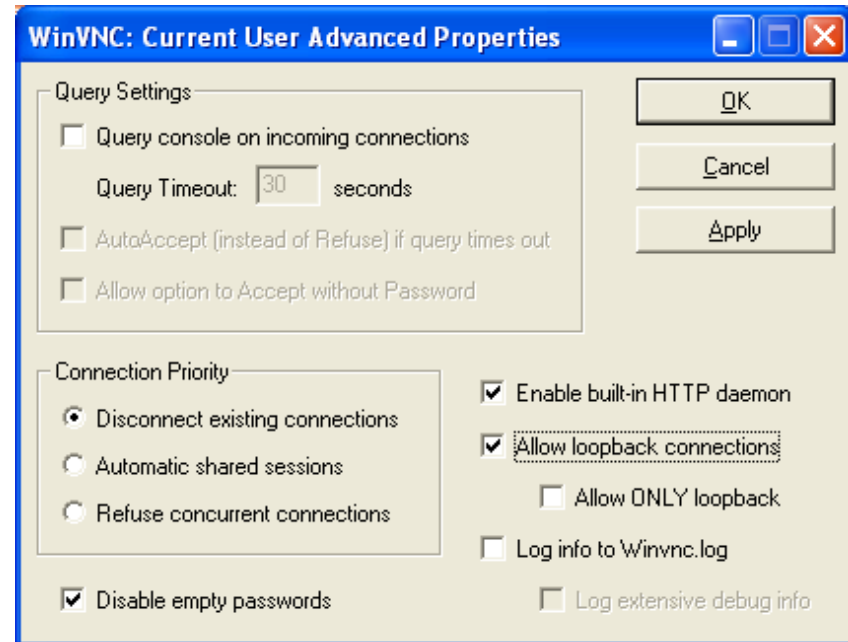 WinVNC: Current User Advanced Properties
Query Settings
Query console on incoming connections
Query Timeout: 30 seconds
AutoAccept (instead of Refuse) if query times out
Allow option to Accept without Password
OK
Cancel
Apply
Connection Priority
Disconnect existing connections
Automatic shared sessions
Refuse concurrent connections
Disable empty passwords
Enable built-in HTTP daemon
Allow loopback connections
Allow ONLY loopback
Log info to Winvnc.log
Log extensive debug info